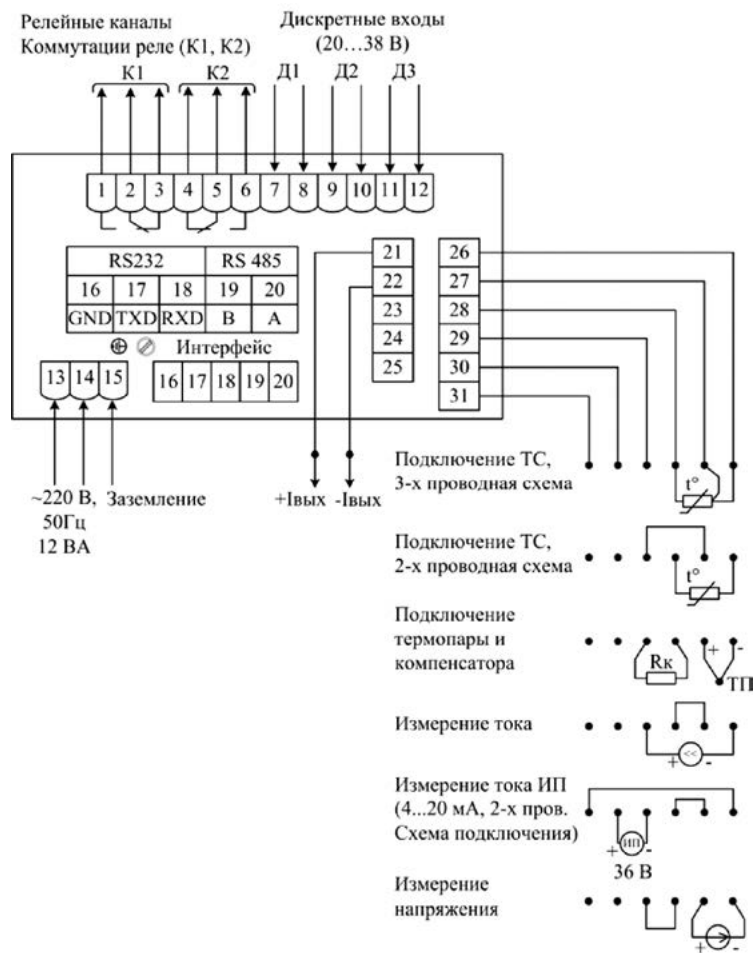 Релейные каналы
Коммутации реле (К1, К2)
К1 К2
Дискретные входы
(20…38 В)
Д1 Д2 Д3
1 2 3 4 5 6 7 8 9 10 11 12
RS232 RS 485
16 17 18 19 20
GND TXD RXD B A
Интерфейс
13 14 15
16 17 18 19 20
21
22
23
24
25
26
27
28
29
30
31
~220 В, Заземление
50Гц
12 ВА
+Iвых -Iвых
Подключение ТС,
3-х проводная схема
t°
Подключение ТС,
2-х проводная схема
t°
Подключение
термопары и
компенсатора
Rк
+ -
ТП
Измерение тока
+ << -
Измерение тока ИП
(4...20 мА, 2-х пров.
Схема подключения)
+ ИП -
36 В
Измерение
напряжения
+ -